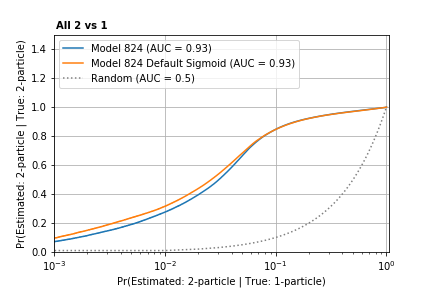 All 2 vs 1
Model 824 (AUC = 0.93)
Model 824 Default Sigmoid (AUC = 0.93)
Random (AUC = 0.5)
Pr(Estimated: 2-particle | True: 2-particle)
1.4
1.2
1.0
0.8
0.6
0.4
0.2
0.0
10⁻³ 10⁻² 10⁻¹ 10⁰
Pr(Estimated: 2-particle | True: 1-particle)